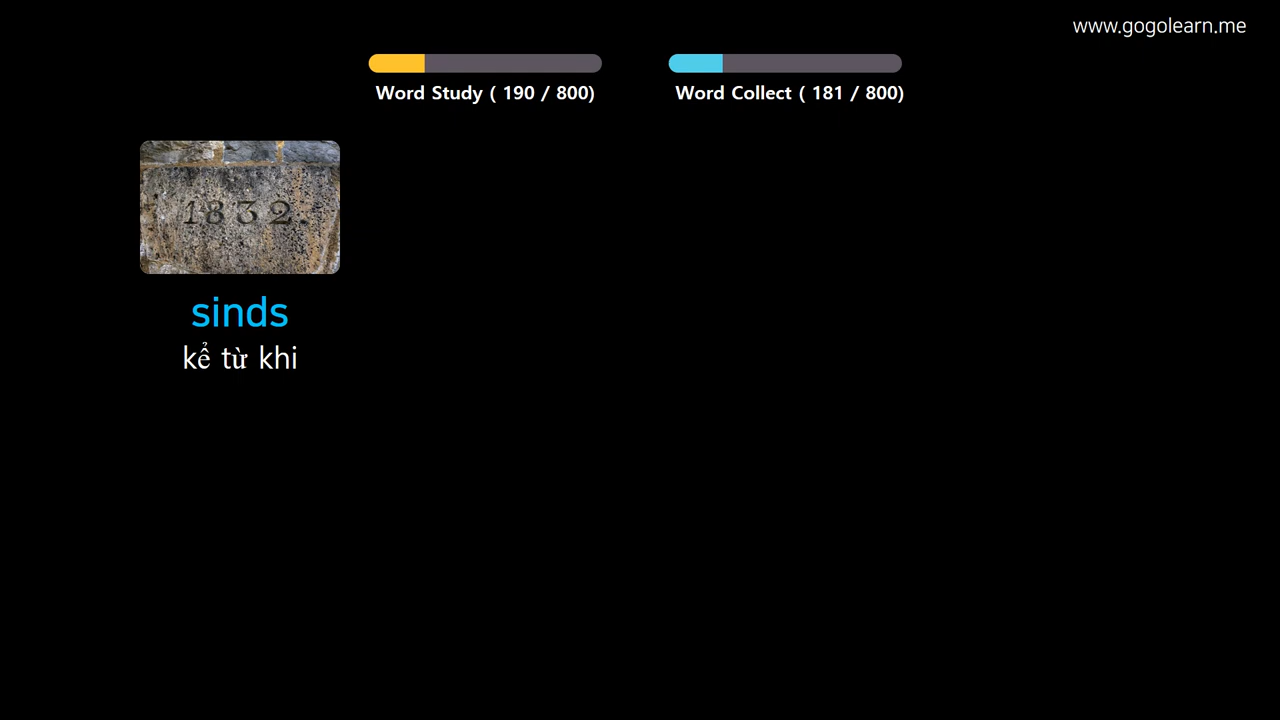 www.gogolearn.me
Word Study ( 190 / 800)
Word Collect ( 181 / 800)
1832.
sinds
kể từ khi